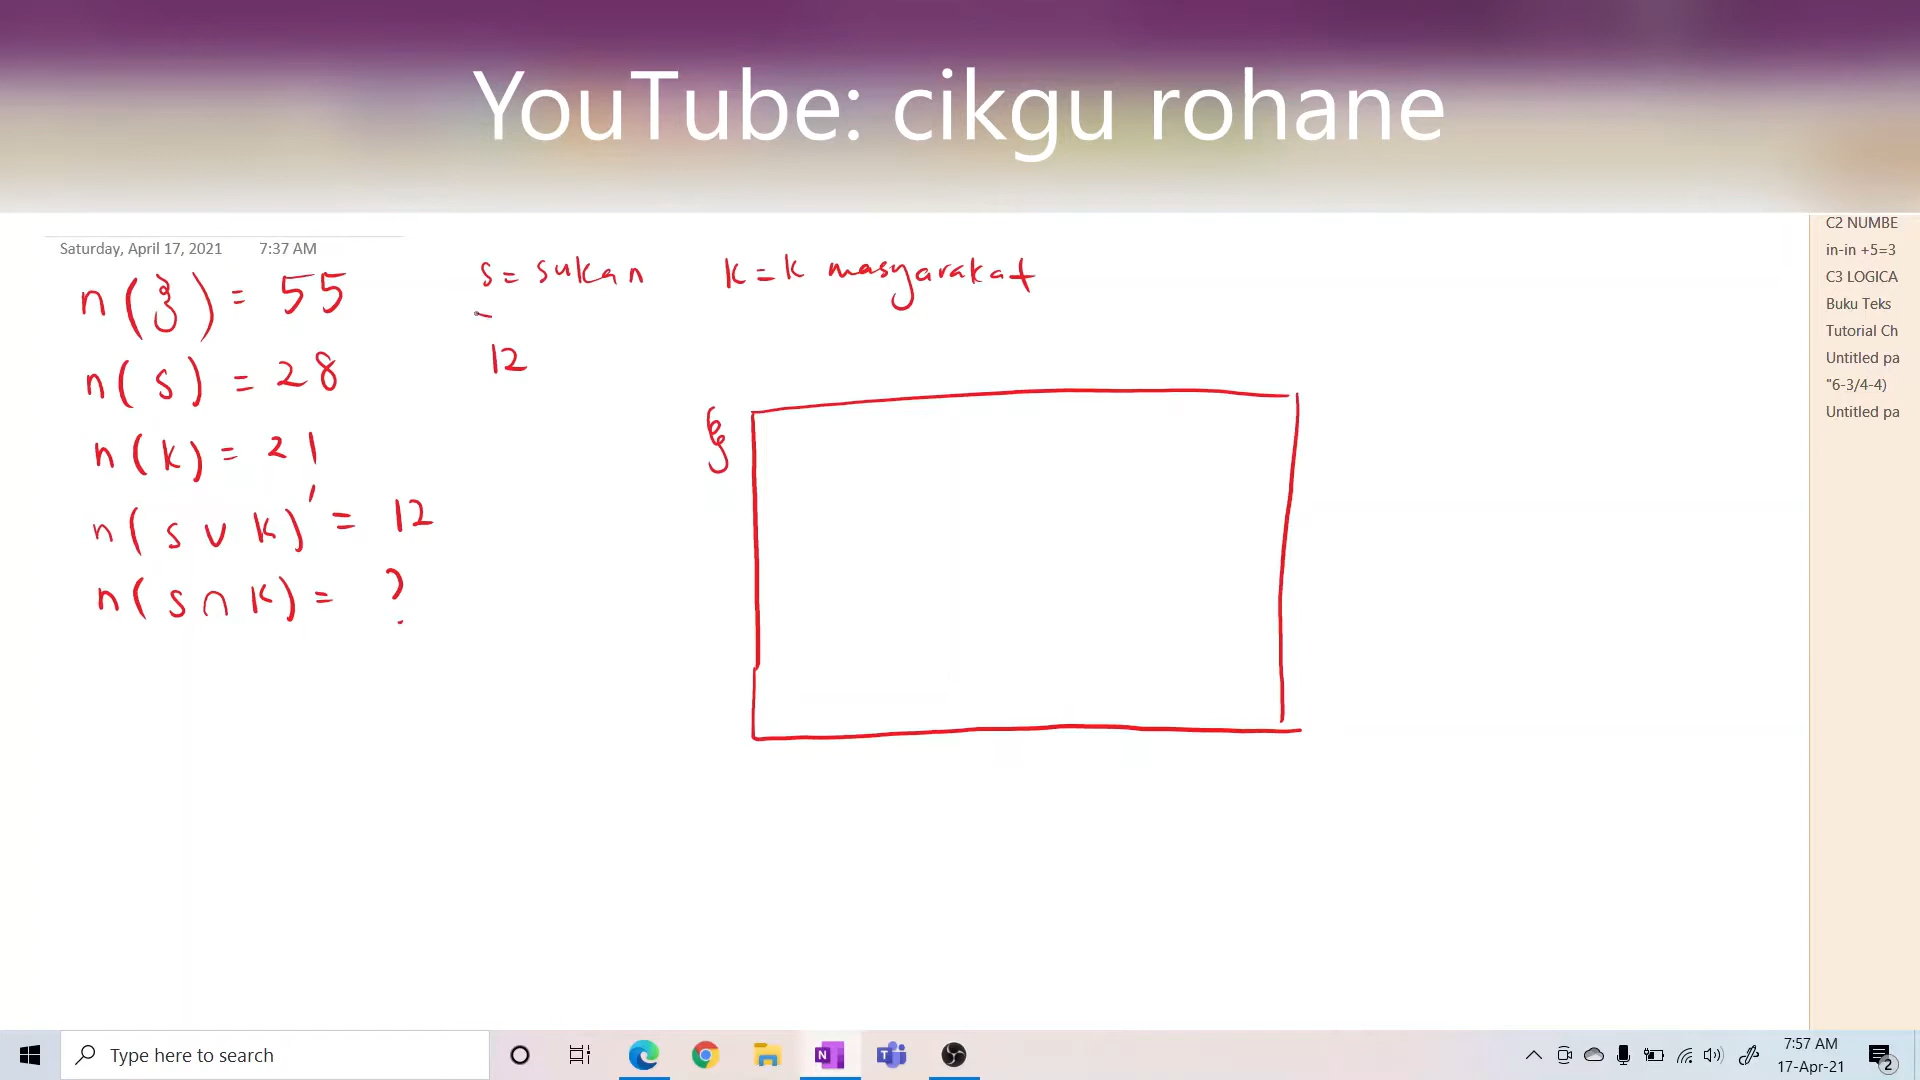 YouTube: cikgu rohane
Saturday, April 17, 2021 7:37 AM
n(ξ) = 55
n(s) = 28
n(k) = 21
n(s ∪ k)' = 12
n(s ∩ k) = ?
s = sukan k = k masyarakat
12
ξ
C2 NUMBE
in-in +5=3
C3 LOGICA
Buku Teks
Tutorial Ch
Untitled pa
"6-3/4-4)
Untitled pa
Type here to search
7:57 AM
17-Apr-21
2